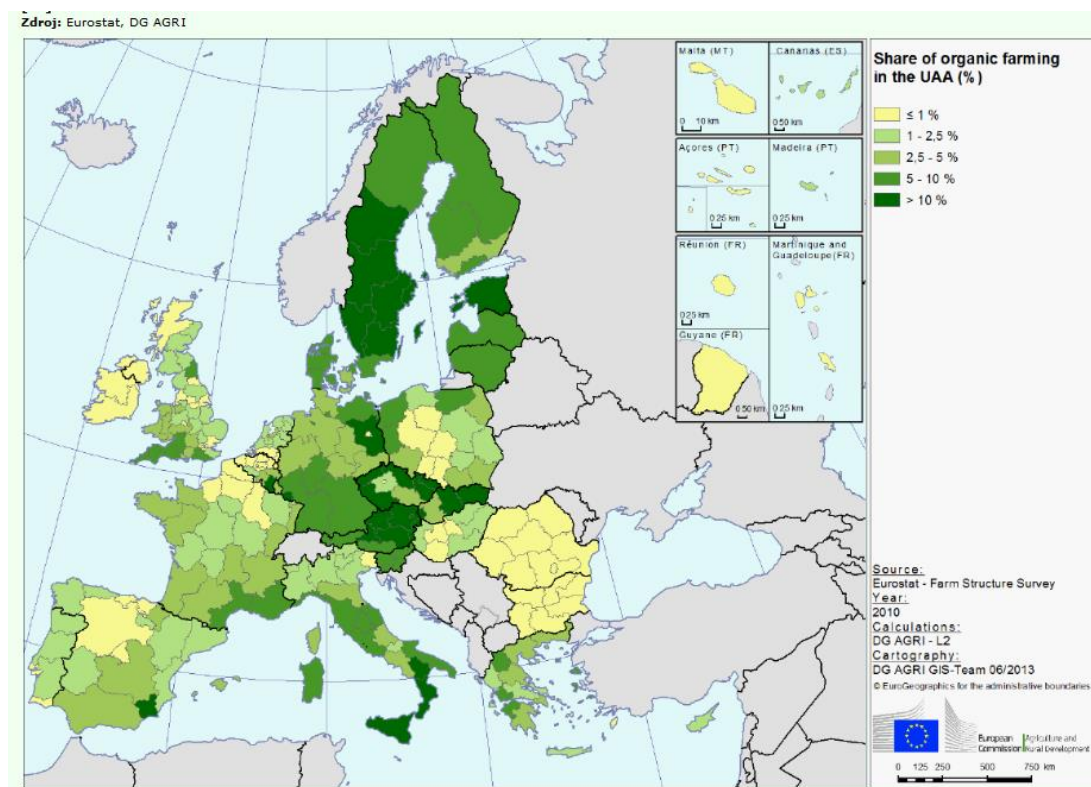 Zdroj: Eurostat, DG AGRI
Malta (MT)
0 10 km
Canarias (ES)
0 50 km
Açores (PT)
0 25 km
Madeira (PT)
0 25 km
Réunion (FR)
0 25 km
Martinique and
Guadeloupe(FR)
0 25 km
Guyane (FR)
0 50 km
Share of organic farming
in the UAA (%)
≤ 1 %
1 - 2,5 %
2,5 - 5 %
5 - 10 %
> 10 %
Source:
Eurostat - Farm Structure Survey
Year:
2010
Calculations:
DG AGRI - L2
Cartography:
DG AGRI GIS-Team 06/2013
© EuroGeographics for the administrative boundaries
European
Commission
Agriculture and
Rural Development
0 125 250 500 750 km